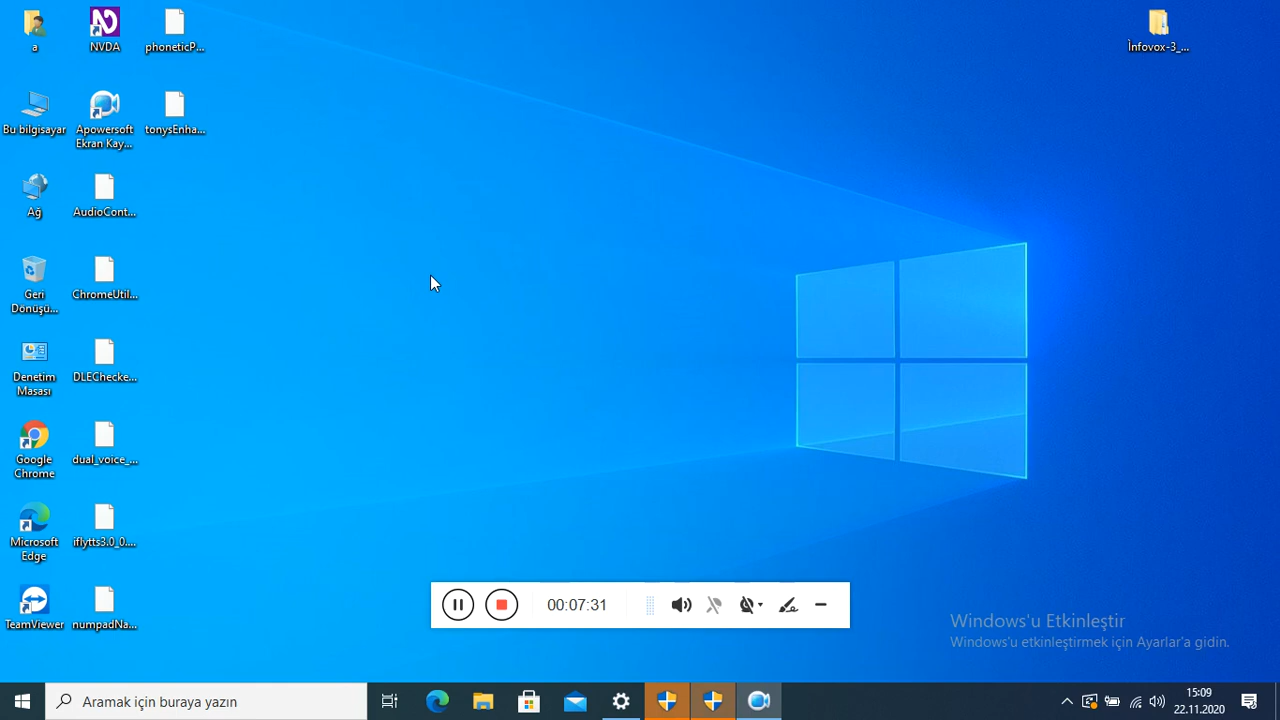 a
NVDA
phoneticP...
İnfovox-3_...
Bu bilgisayar
Apowersoft
Ekran Kay...
tonysEnha...
Ağ
AudioCont...
Geri
Dönüşü...
ChromeUtil...
Denetim
Masası
DLEChecke...
Google
Chrome
dual_voice_...
Microsoft
Edge
iflytts3.0_0....
TeamViewer
numpadNa...
00:07:31
Windows'u Etkinleştir
Windows'u etkinleştirmek için Ayarlar'a gidin.
Aramak için buraya yazın
15:09
22.11.2020